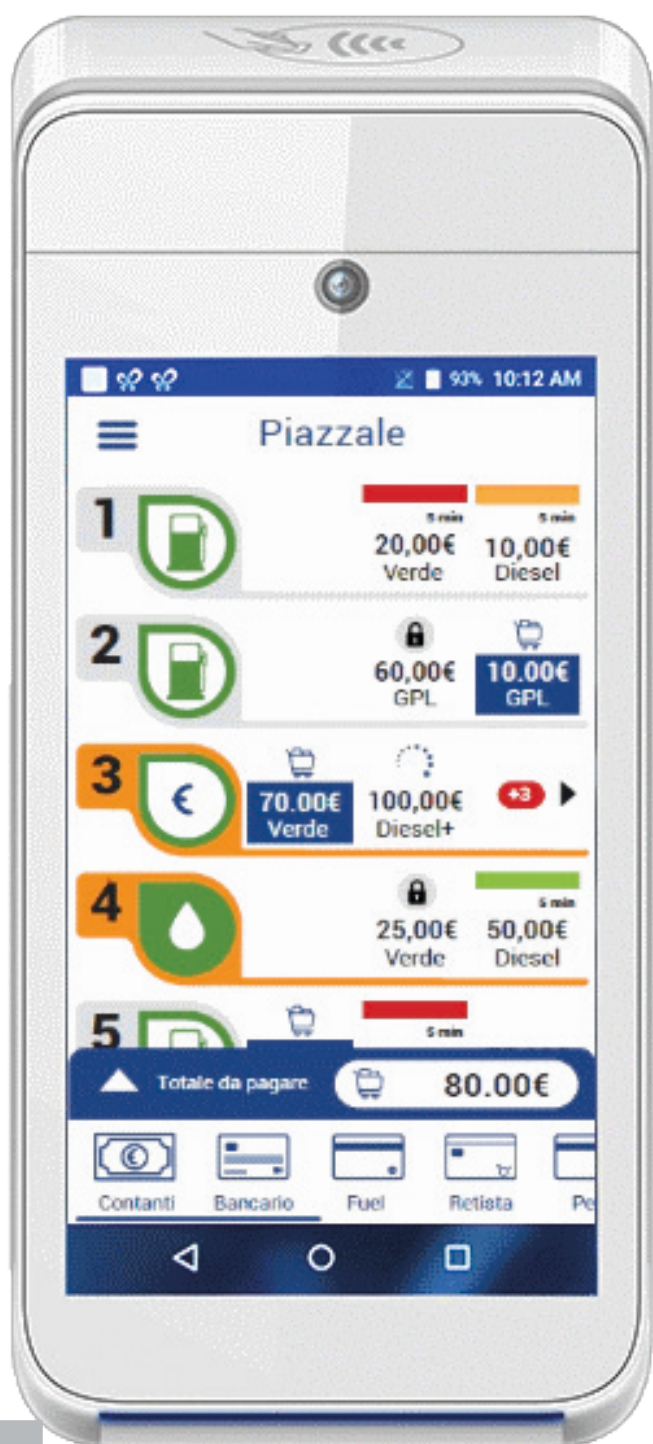 93% 10:12 AM
Piazzale
1
5 min 5 min
20,00€ 10,00€
Verde Diesel
2
60,00€ 10.00€
GPL GPL
3
€
70.00€ 100,00€ +3
Verde Diesel+
4
5 min
25,00€ 50,00€
Verde Diesel
5
5 min
Totale da pagare 80.00€
€
Contanti Bancario Fuel Retista Pe